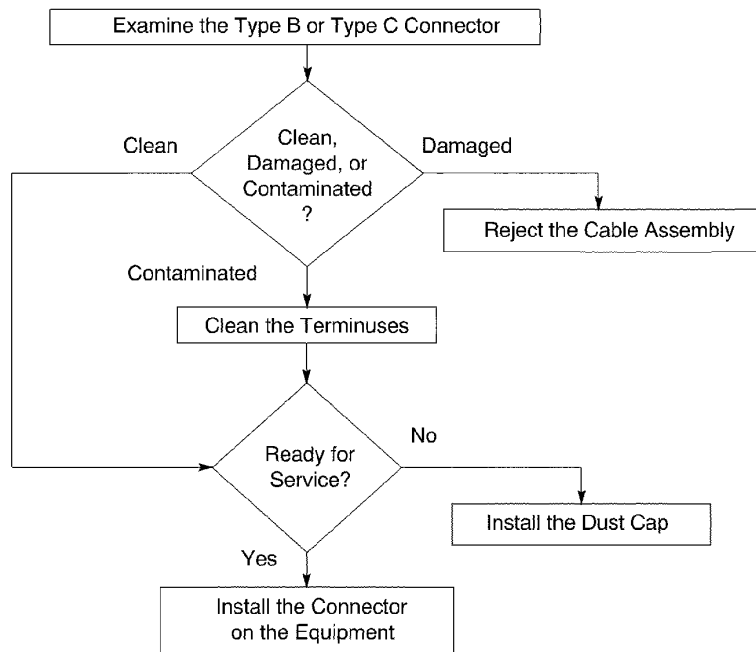 Examine the Type B or Type C Connector
Clean
Clean,
Damaged, or
Contaminated
?
Damaged
Reject the Cable Assembly
Contaminated
Clean the Terminuses
Ready for
Service?
No
Install the Dust Cap
Yes
Install the Connector
on the Equipment